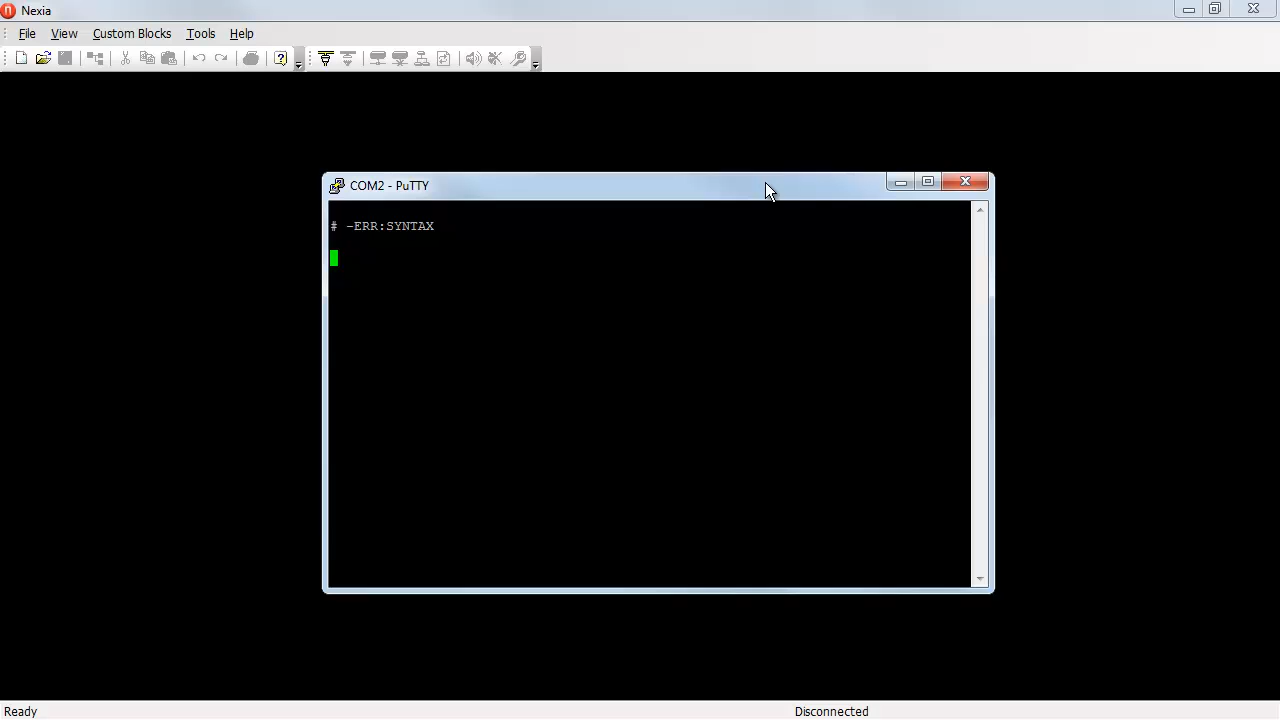 Nexia
File View Custom Blocks Tools Help
COM2 - PuTTY
# -ERR:SYNTAX
Ready Disconnected